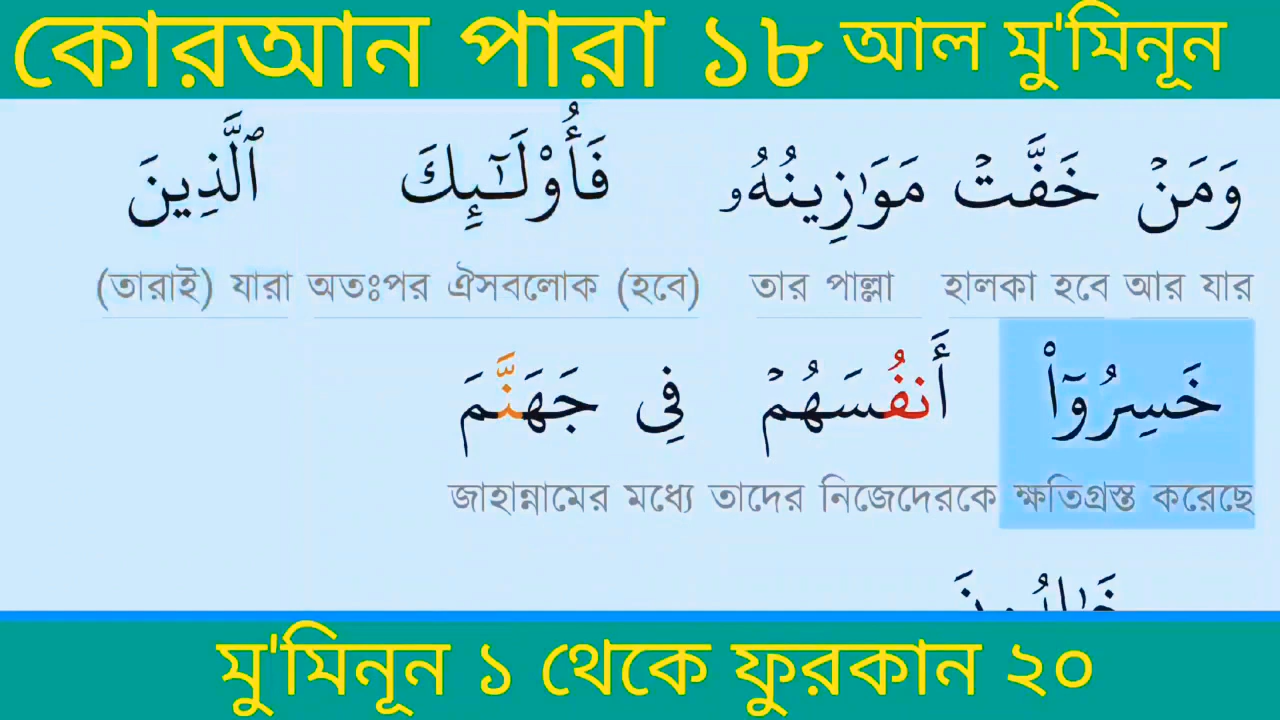 কোরআন পারা ১৮ আল মু'মিনূন
وَمَنْ خَفَّتْ مَوَٰزِينُهُۥ فَأُو۟لَـٰٓئِكَ ٱلَّذِينَ
(তারাই) যারা অতঃপর ঐসবলোক (হবে) তার পাল্লা হালকা হবে আর যার
خَسِرُوٓا۟ أَنفُسَهُمْ فِى جَهَنَّمَ
জাহান্নামের মধ্যে তাদের নিজেদেরকে ক্ষতিগ্রস্ত করেছে
মু'মিনূন ১ থেকে ফুরকান ২০